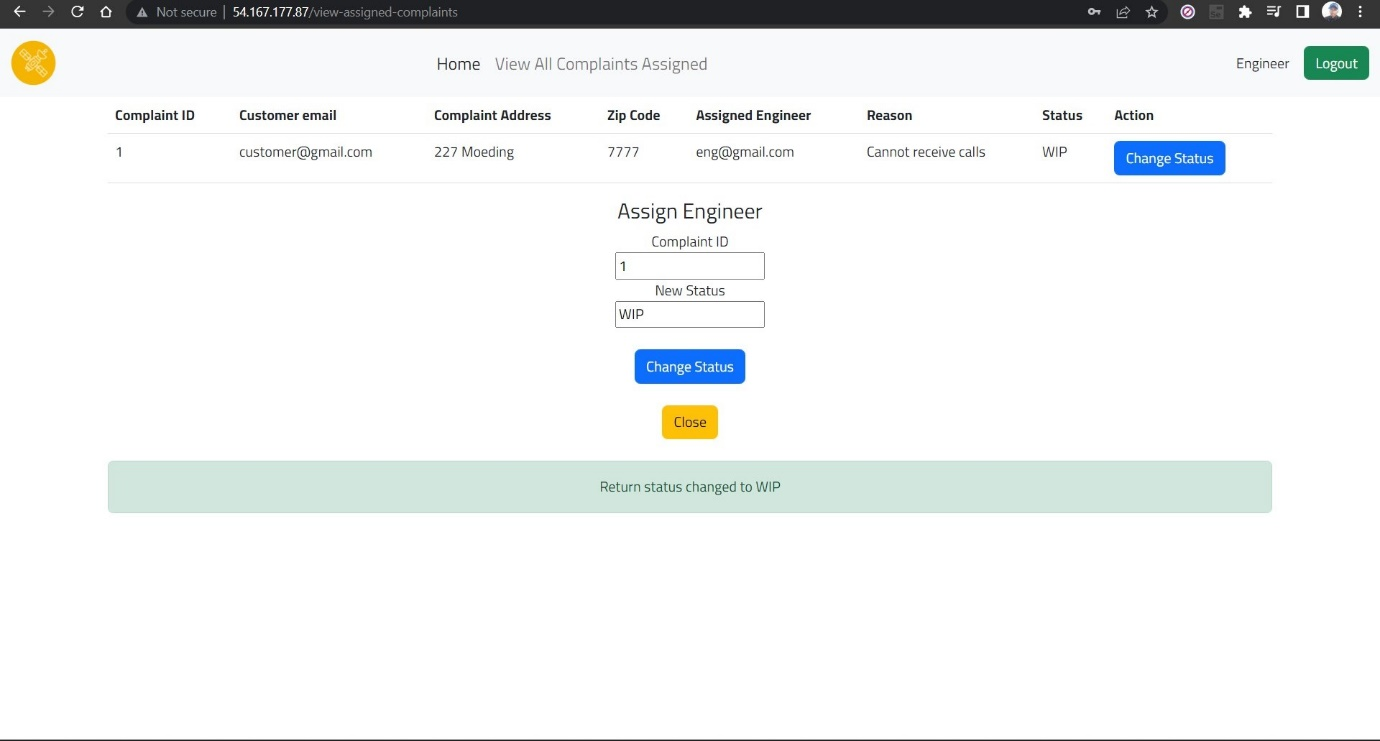 Not secure | 54.167.177.87/view-assigned-complaints
Home View All Complaints Assigned Engineer Logout
Complaint ID Customer email Complaint Address Zip Code Assigned Engineer Reason Status Action
1 customer@gmail.com 227 Moeding 7777 eng@gmail.com Cannot receive calls WIP Change Status
Assign Engineer
Complaint ID
1
New Status
WIP
Change Status
Close
Return status changed to WIP